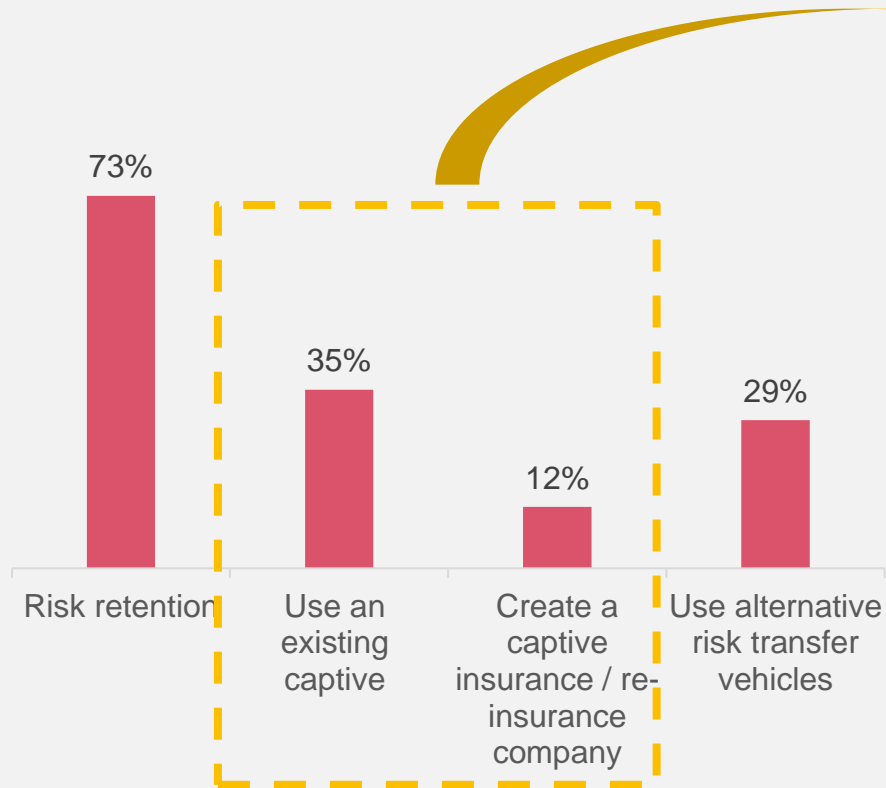 73%
35%
12%
29%
Risk retention
Use an
existing
captive
Create a
captive
insurance / re-
insurance
company
Use alternative
risk transfer
vehicles